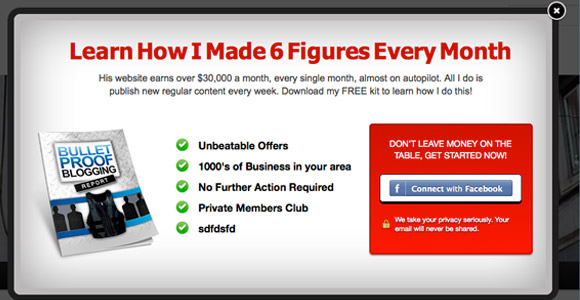 Learn How I Made 6 Figures Every Month
His website earns over $30,000 a month, every single month, almost on autopilot. All I do is
publish new regular content every week. Download my FREE kit to learn how I do this!
BULLET
PROOF
BLOGGING
REPORT
Unbeatable Offers
1000's of Business in your area
No Further Action Required
Private Members Club
sdfdsfd
DON'T LEAVE MONEY ON THE
TABLE, GET STARTED NOW!
f Connect with Facebook
We take your privacy seriously. Your
email will never be shared.